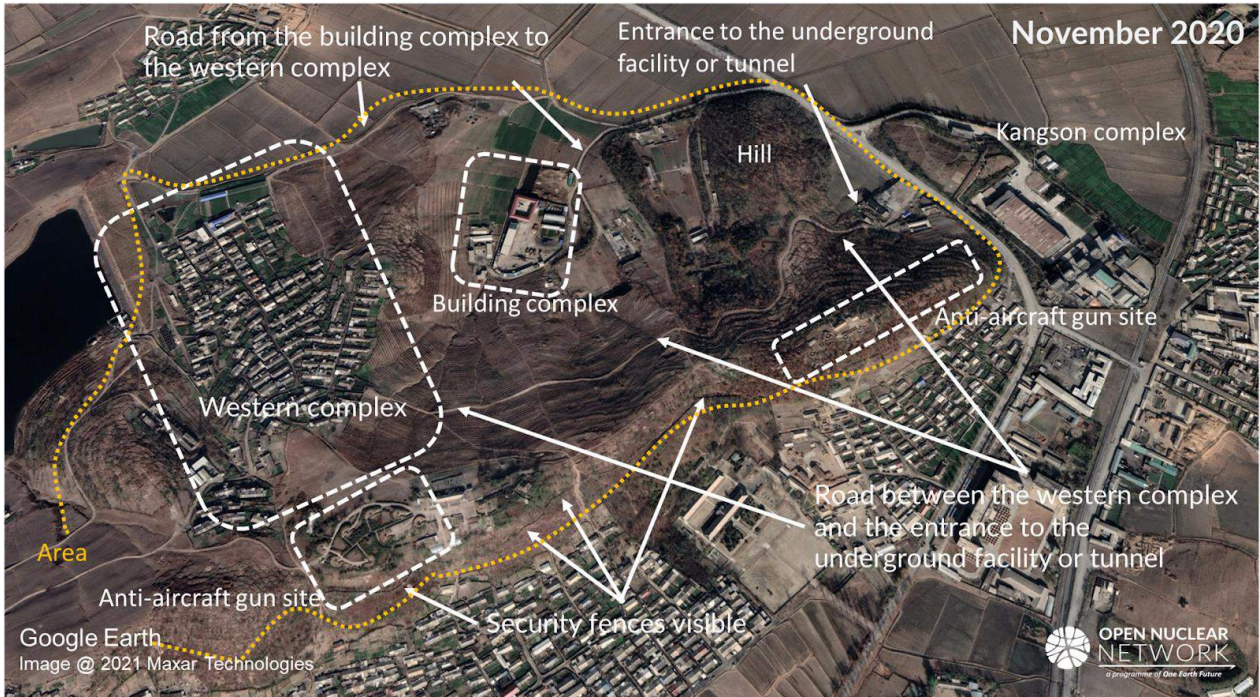 November 2020
Road from the building complex to
the western complex
Entrance to the underground
facility or tunnel
Kangson complex
Hill
Building complex
Anti-aircraft gun site
Western complex
Road between the western complex
and the entrance to the
underground facility or tunnel
Area
Anti-aircraft gun site
Security fences visible
Google Earth
Image @ 2021 Maxar Technologies
OPEN NUCLEAR
NETWORK
a programme of One Earth Future